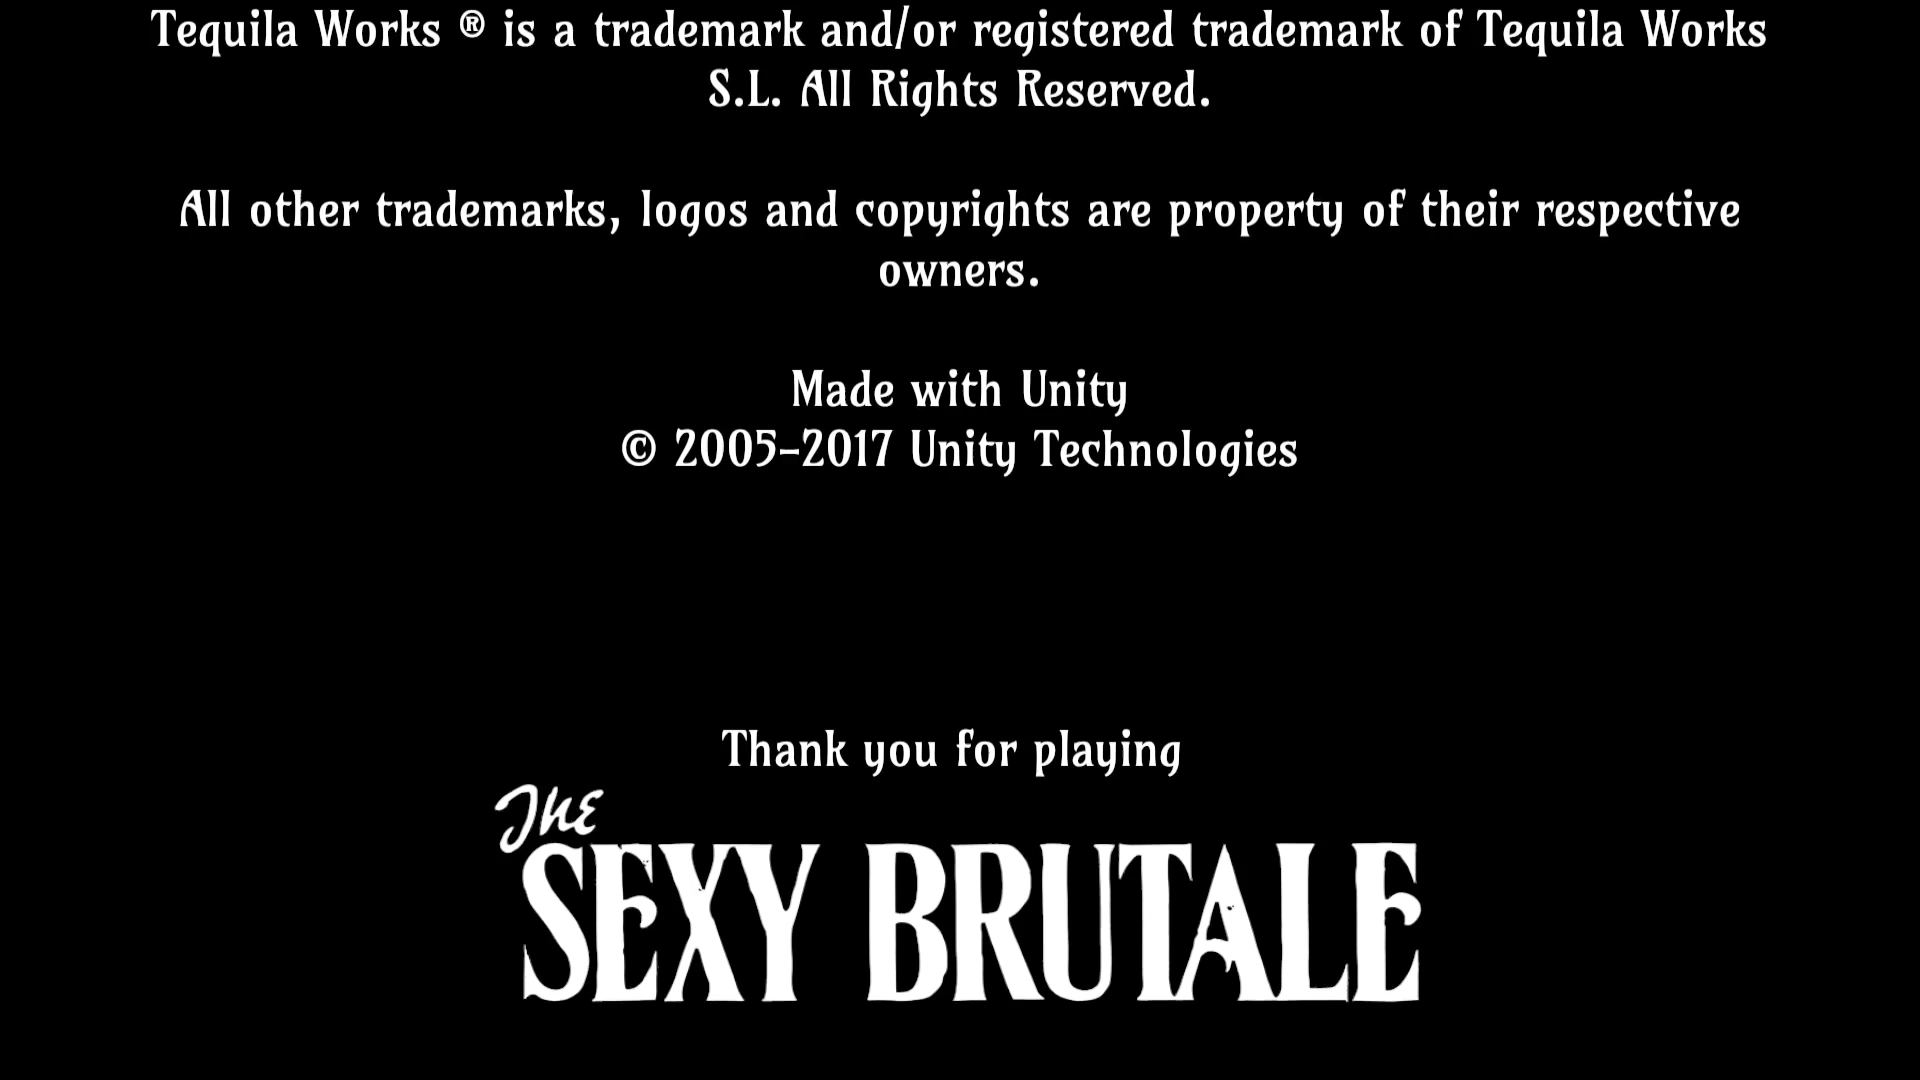 Tequila Works ® is a trademark and/or registered trademark of Tequila Works
S.L. All Rights Reserved.
All other trademarks, logos and copyrights are property of their respective
owners.
Made with Unity
© 2005-2017 Unity Technologies
Thank you for playing
The
SEXY BRUTALE